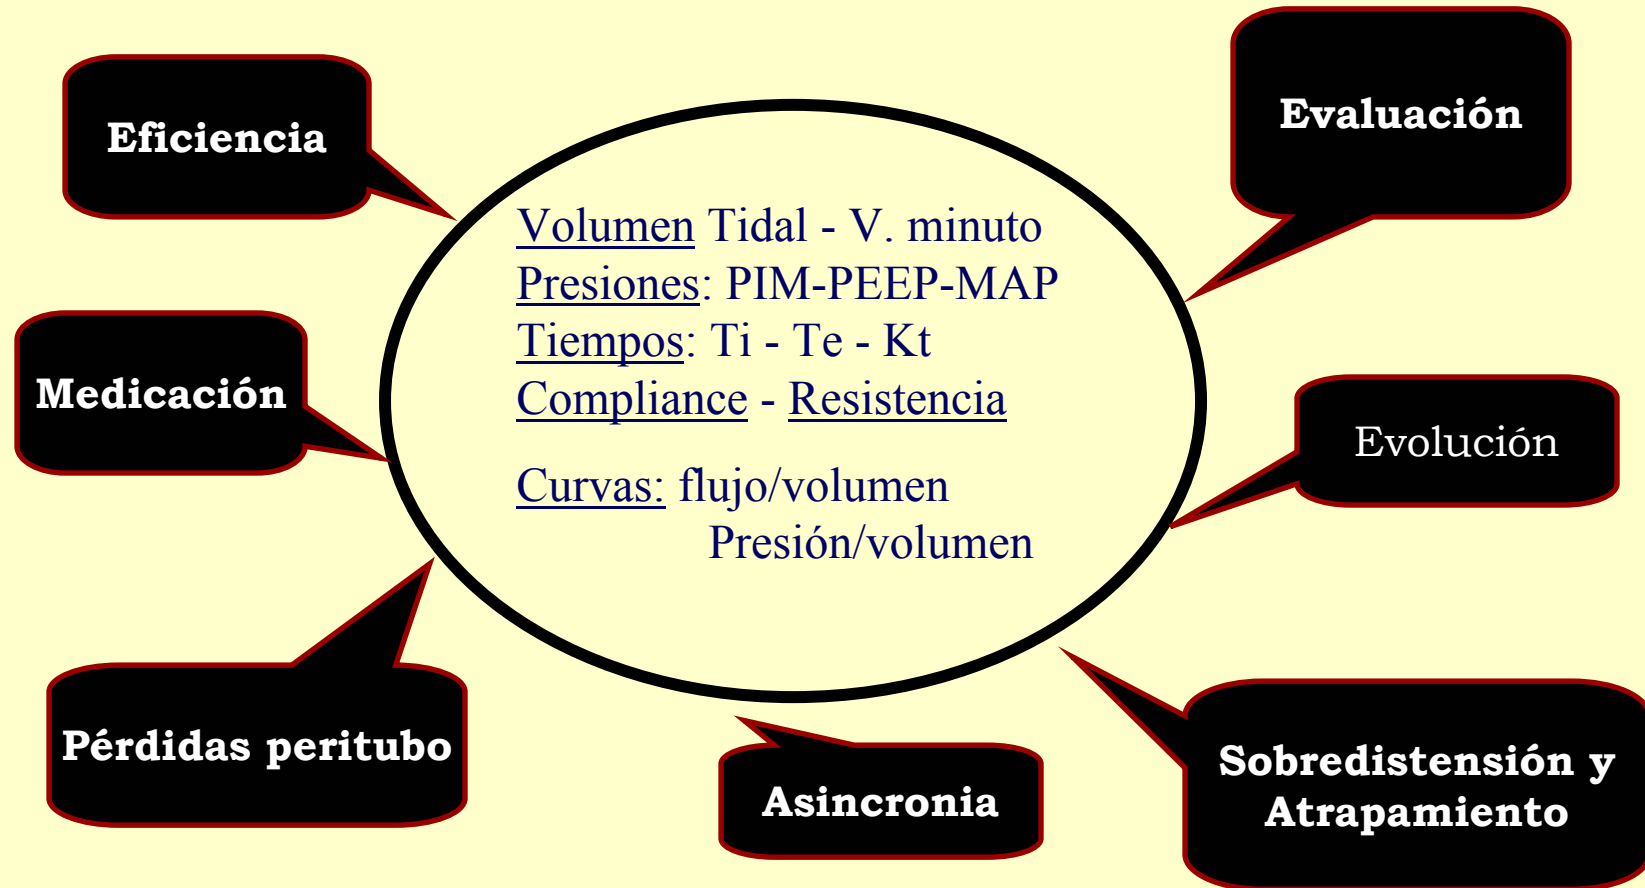 Eficiencia
Evaluación
Volumen Tidal - V. minuto
Presiones: PIM-PEEP-MAP
Tiempos: Ti - Te - Kt
Compliance - Resistencia
Curvas: flujo/volumen
Presión/volumen
Medicación
Evolución
Pérdidas peritubo
Asincronia
Sobredistensión y
Atrapamiento